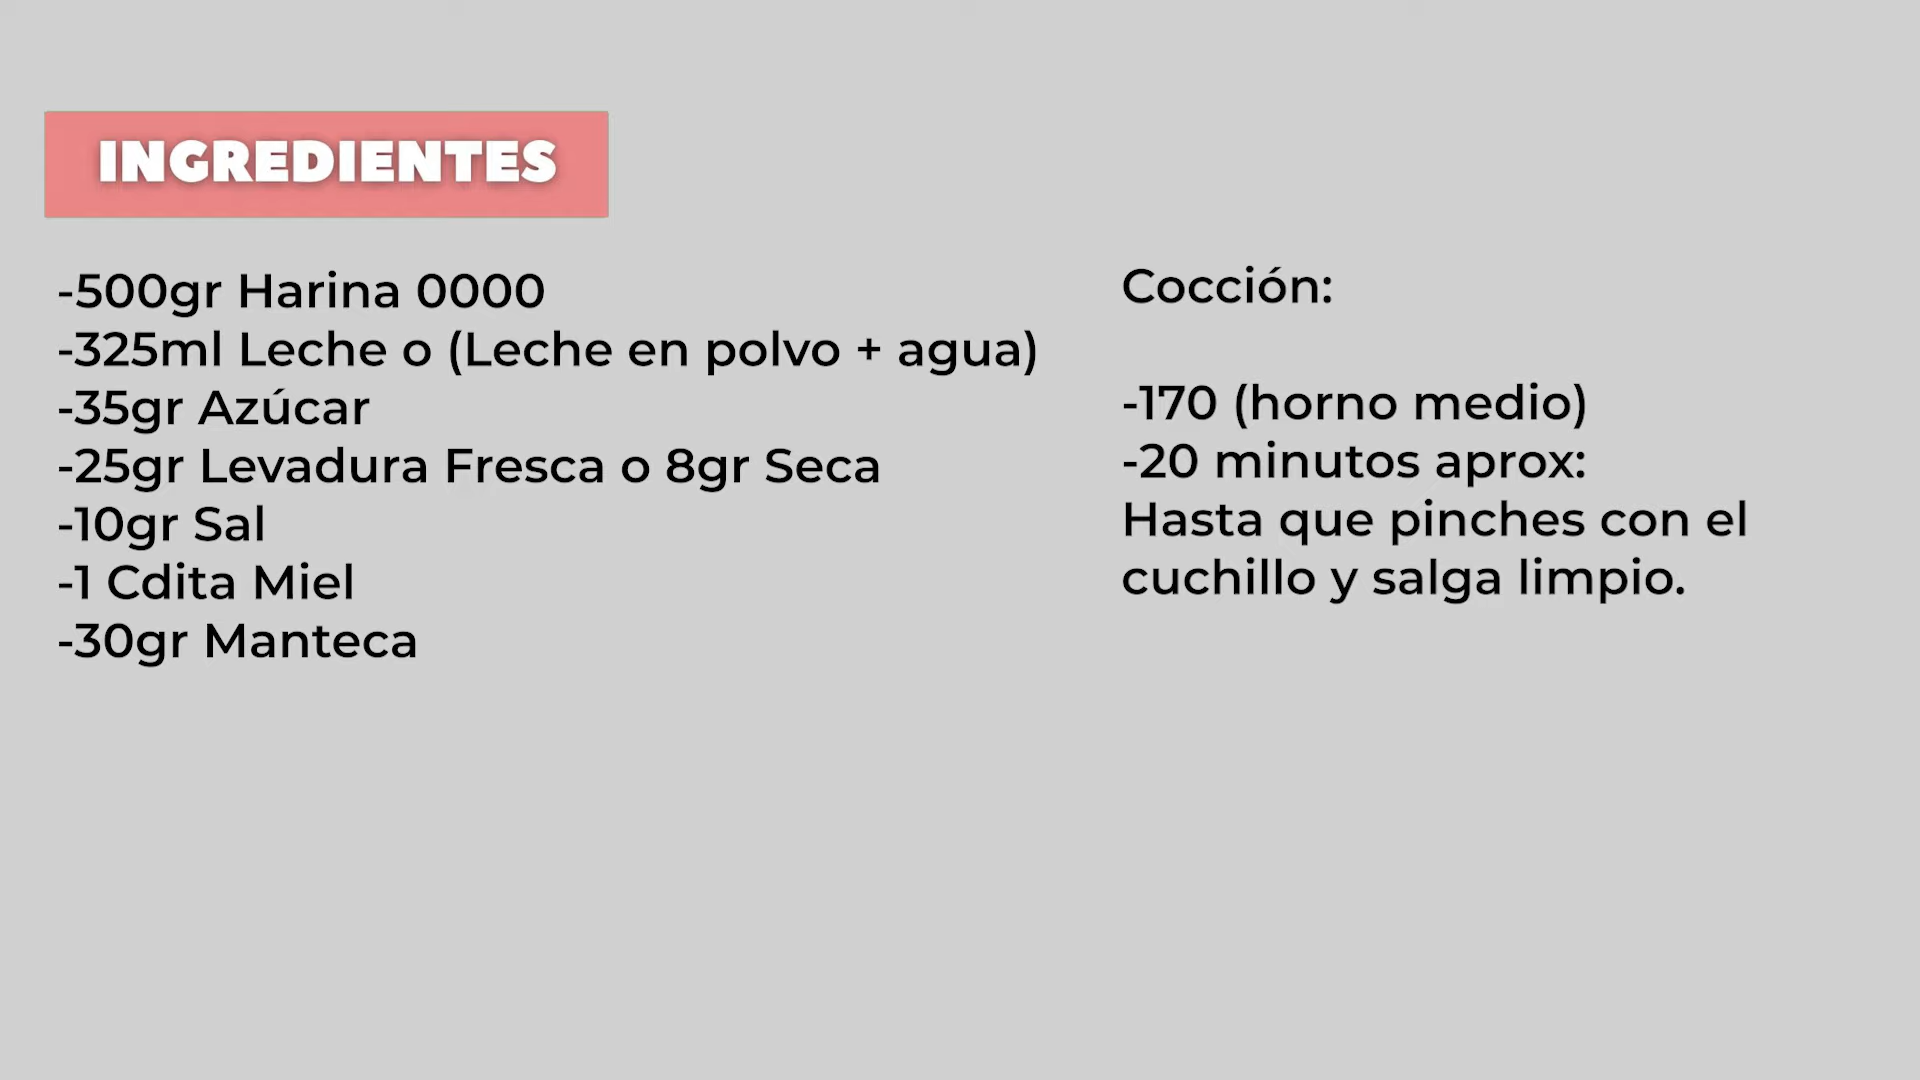 INGREDIENTES
-500gr Harina 0000
-325ml Leche o (Leche en polvo + agua)
-35gr Azúcar
-25gr Levadura Fresca o 8gr Seca
-10gr Sal
-1 Cdita Miel
-30gr Manteca
Cocción:
-170 (horno medio)
-20 minutos aprox:
Hasta que pinches con el
cuchillo y salga limpio.